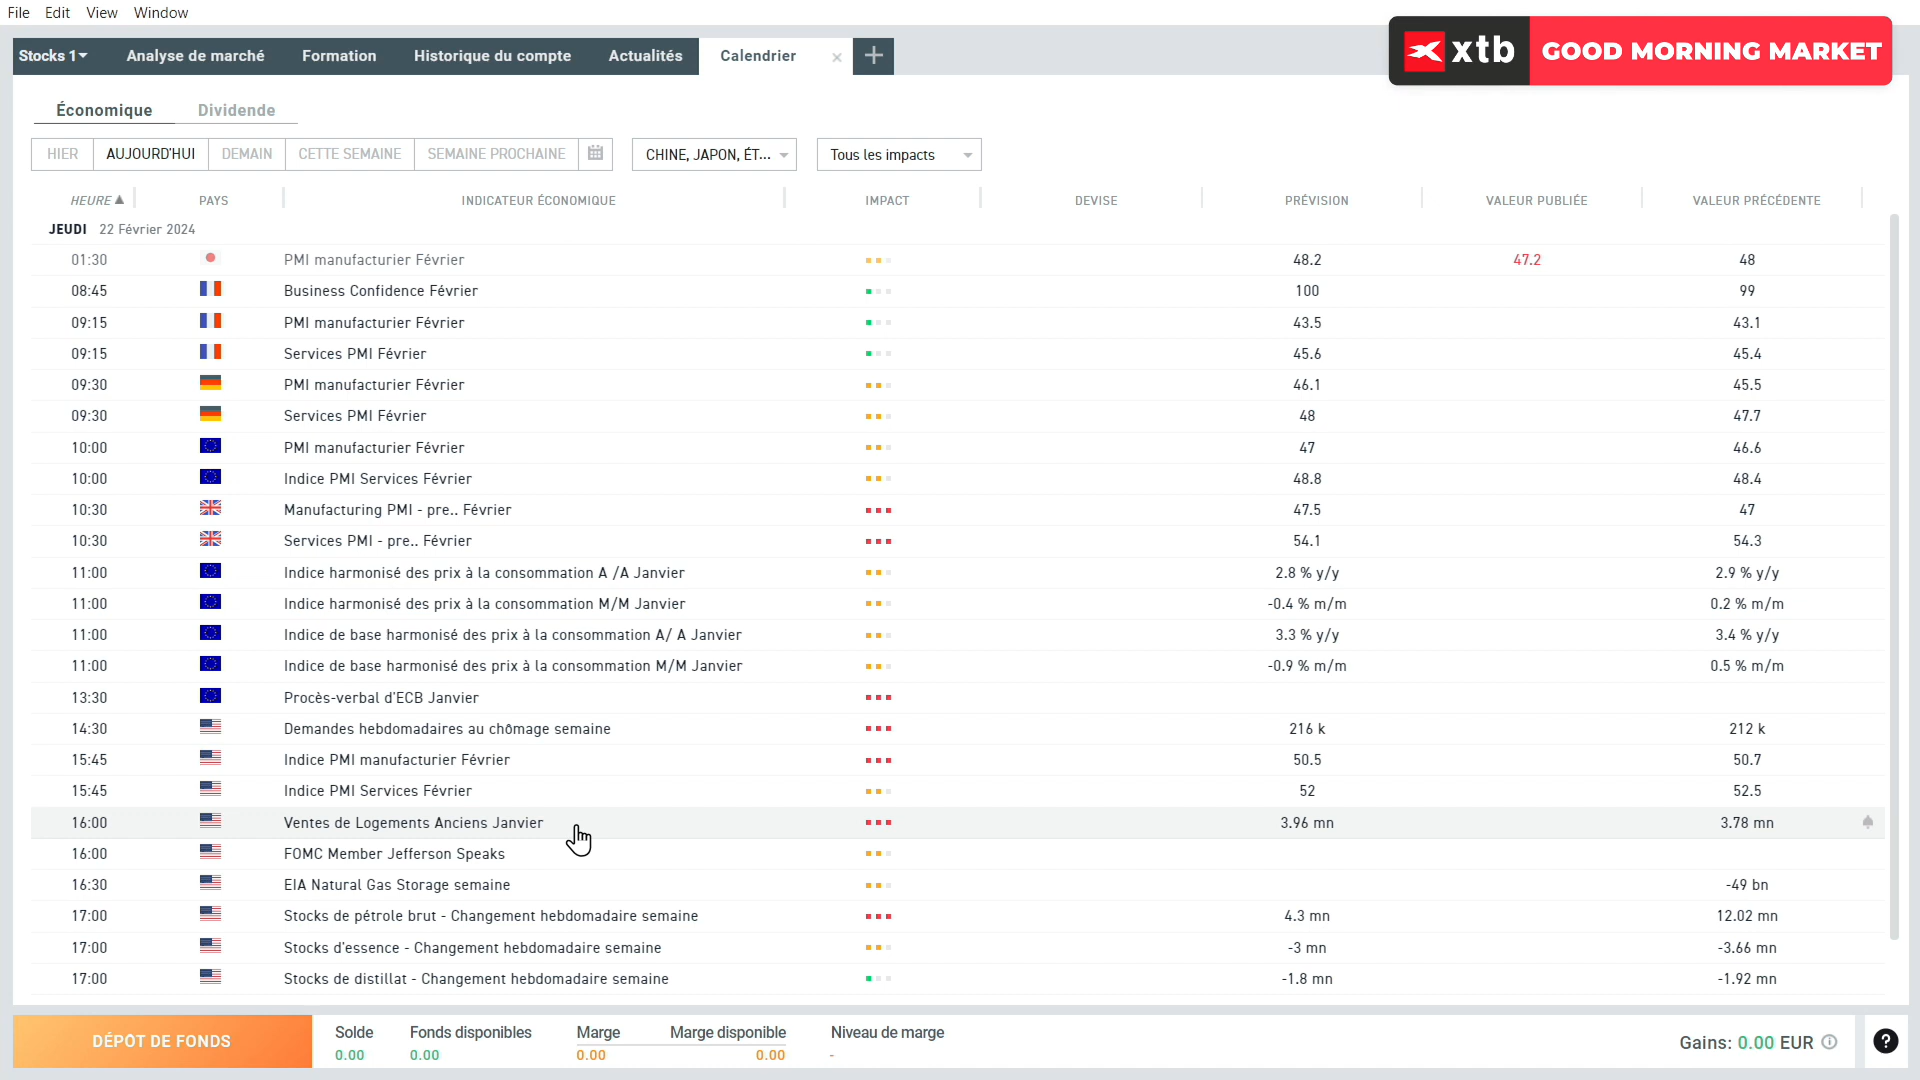 File Edit View Window
Stocks 1 Analyse de marché Formation Historique du compte Actualités Calendrier
xtb GOOD MORNING MARKET
Économique Dividende
HIER AUJOURD'HUI DEMAIN CETTE SEMAINE SEMAINE PROCHAINE CHINE, JAPON, ÉT... Tous les impacts
HEURE PAYS INDICATEUR ÉCONOMIQUE IMPACT DEVISE PRÉVISION VALEUR PUBLIÉE VALEUR PRÉCÉDENTE
JEUDI 22 Février 2024
01:30 PMI manufacturier Février 48.2 47.2 48
08:45 Business Confidence Février 100 99
09:15 PMI manufacturier Février 43.5 43.1
09:15 Services PMI Février 45.6 45.4
09:30 PMI manufacturier Février 46.1 45.5
09:30 Services PMI Février 48 47.7
10:00 PMI manufacturier Février 47 46.6
10:00 Indice PMI Services Février 48.8 48.4
10:30 Manufacturing PMI - pre.. Février 47.5 47
10:30 Services PMI - pre.. Février 54.1 54.3
11:00 Indice harmonisé des prix à la consommation A /A Janvier 2.8 % y/y 2.9 % y/y
11:00 Indice harmonisé des prix à la consommation M/M Janvier -0.4 % m/m 0.2 % m/m
11:00 Indice de base harmonisé des prix à la consommation A/ A Janvier 3.3 % y/y 3.4 % y/y
11:00 Indice de base harmonisé des prix à la consommation M/M Janvier -0.9 % m/m 0.5 % m/m
13:30 Procès-verbal d'ECB Janvier
14:30 Demandes hebdomadaires au chômage semaine 216 k 212 k
15:45 Indice PMI manufacturier Février 50.5 50.7
15:45 Indice PMI Services Février 52 52.5
16:00 Ventes de Logements Anciens Janvier 3.96 mn 3.78 mn
16:00 FOMC Member Jefferson Speaks
16:30 EIA Natural Gas Storage semaine -49 bn
17:00 Stocks de pétrole brut - Changement hebdomadaire semaine 4.3 mn 12.02 mn
17:00 Stocks d'essence - Changement hebdomadaire semaine -3 mn -3.66 mn
17:00 Stocks de distillat - Changement hebdomadaire semaine -1.8 mn -1.92 mn
DÉPÔT DE FONDS
Solde Fonds disponibles Marge Marge disponible Niveau de marge
0.00 0.00 0.00 0.00 -
Gains: 0.00 EUR